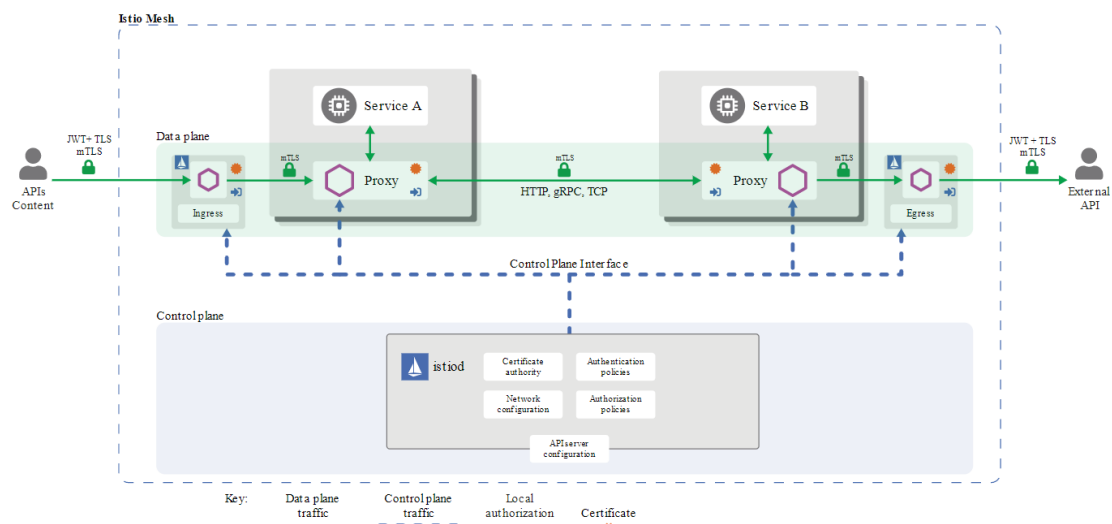 Istio Mesh
Service A
Service B
Data plane
JWT+ TLS
mTLS
mTLS
mTLS
mTLS
JWT + TLS
mTLS
APIs
Content
Proxy
HTTP, gRPC, TCP
Proxy
External
API
Ingress
Egress
Control Plane Interface
Control plane
istiod
Certificate
authority
Authentication
policies
Network
configuration
Authorization
policies
API server
configuration
Key:
Data plane
traffic
Control plane
traffic
Local
authorization
Certificate